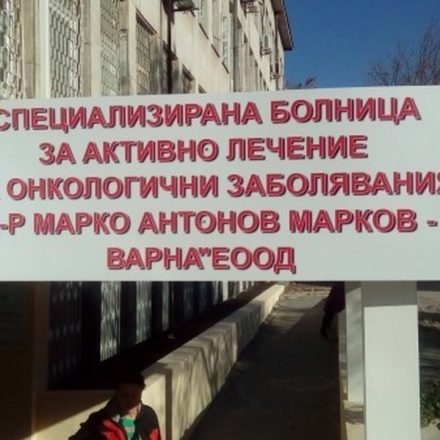 СПЕЦИАЛИЗИРАНА БОЛНИЦА
ЗА АКТИВНО ЛЕЧЕНИЕ
ОНКОЛОГИЧНИ ЗАБОЛЯВАНИЯ
-Р МАРКО АНТОНОВ МАРКОВ -
ВАРНА"ЕООД